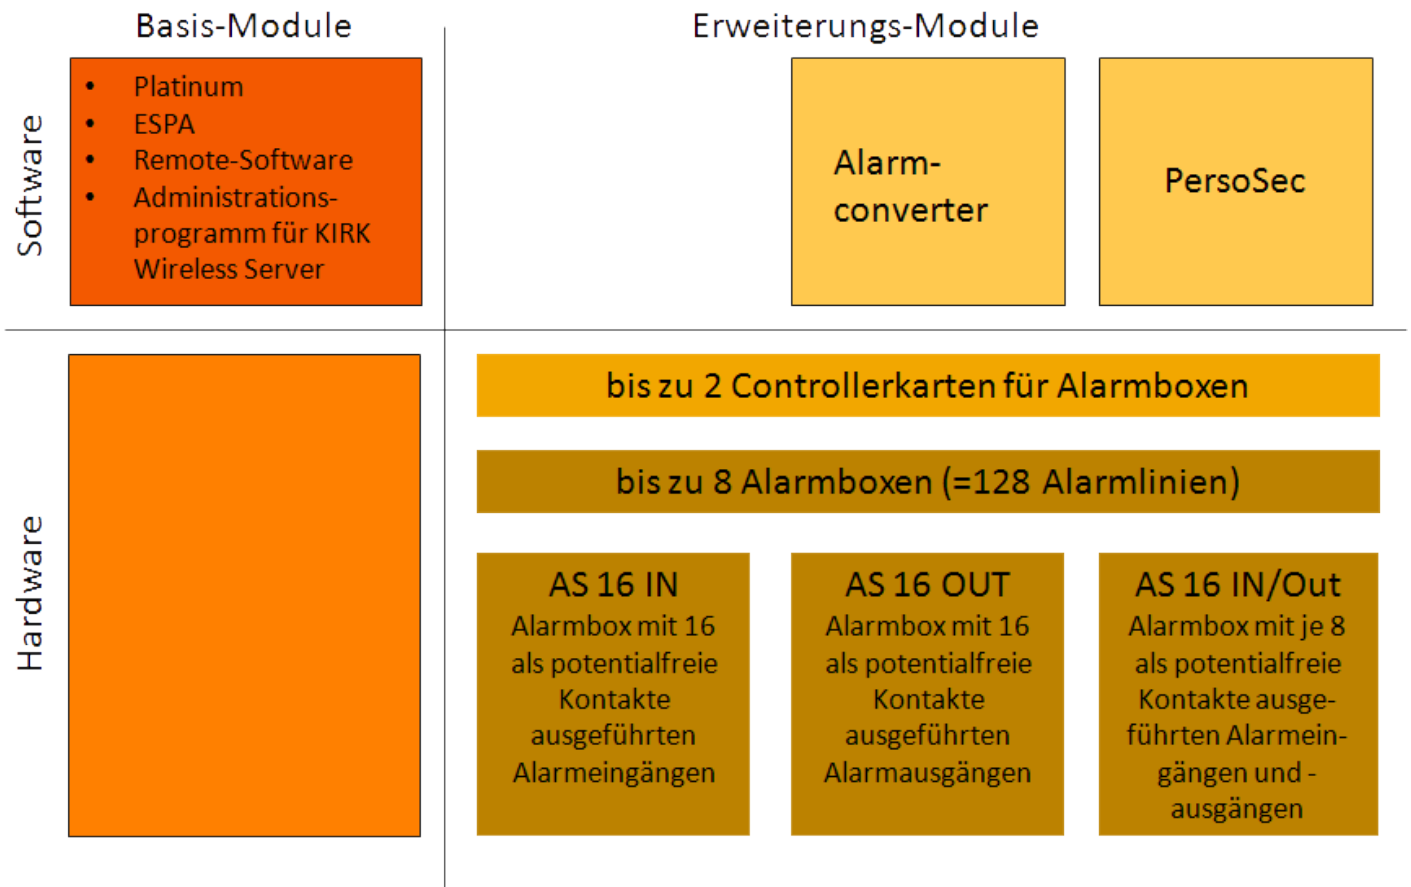 Basis-Module
Erweiterungs-Module
Software
• Platinum
• ESPA
• Remote-Software
• Administrations-
programm für KIRK
Wireless Server
Alarm-
converter
PersoSec
Hardware
bis zu 2 Controllerkarten für Alarmboxen
bis zu 8 Alarmboxen (=128 Alarmlinien)
AS 16 IN
Alarmbox mit 16
als potentialfreie
Kontakte
ausgeführten
Alarmeingängen
AS 16 OUT
Alarmbox mit 16
als potentialfreie
Kontakte
ausgeführten
Alarmausgängen
AS 16 IN/Out
Alarmbox mit je 8
als potentialfreie
Kontakte ausge-
führten Alarmein-
gängen und -
ausgängen